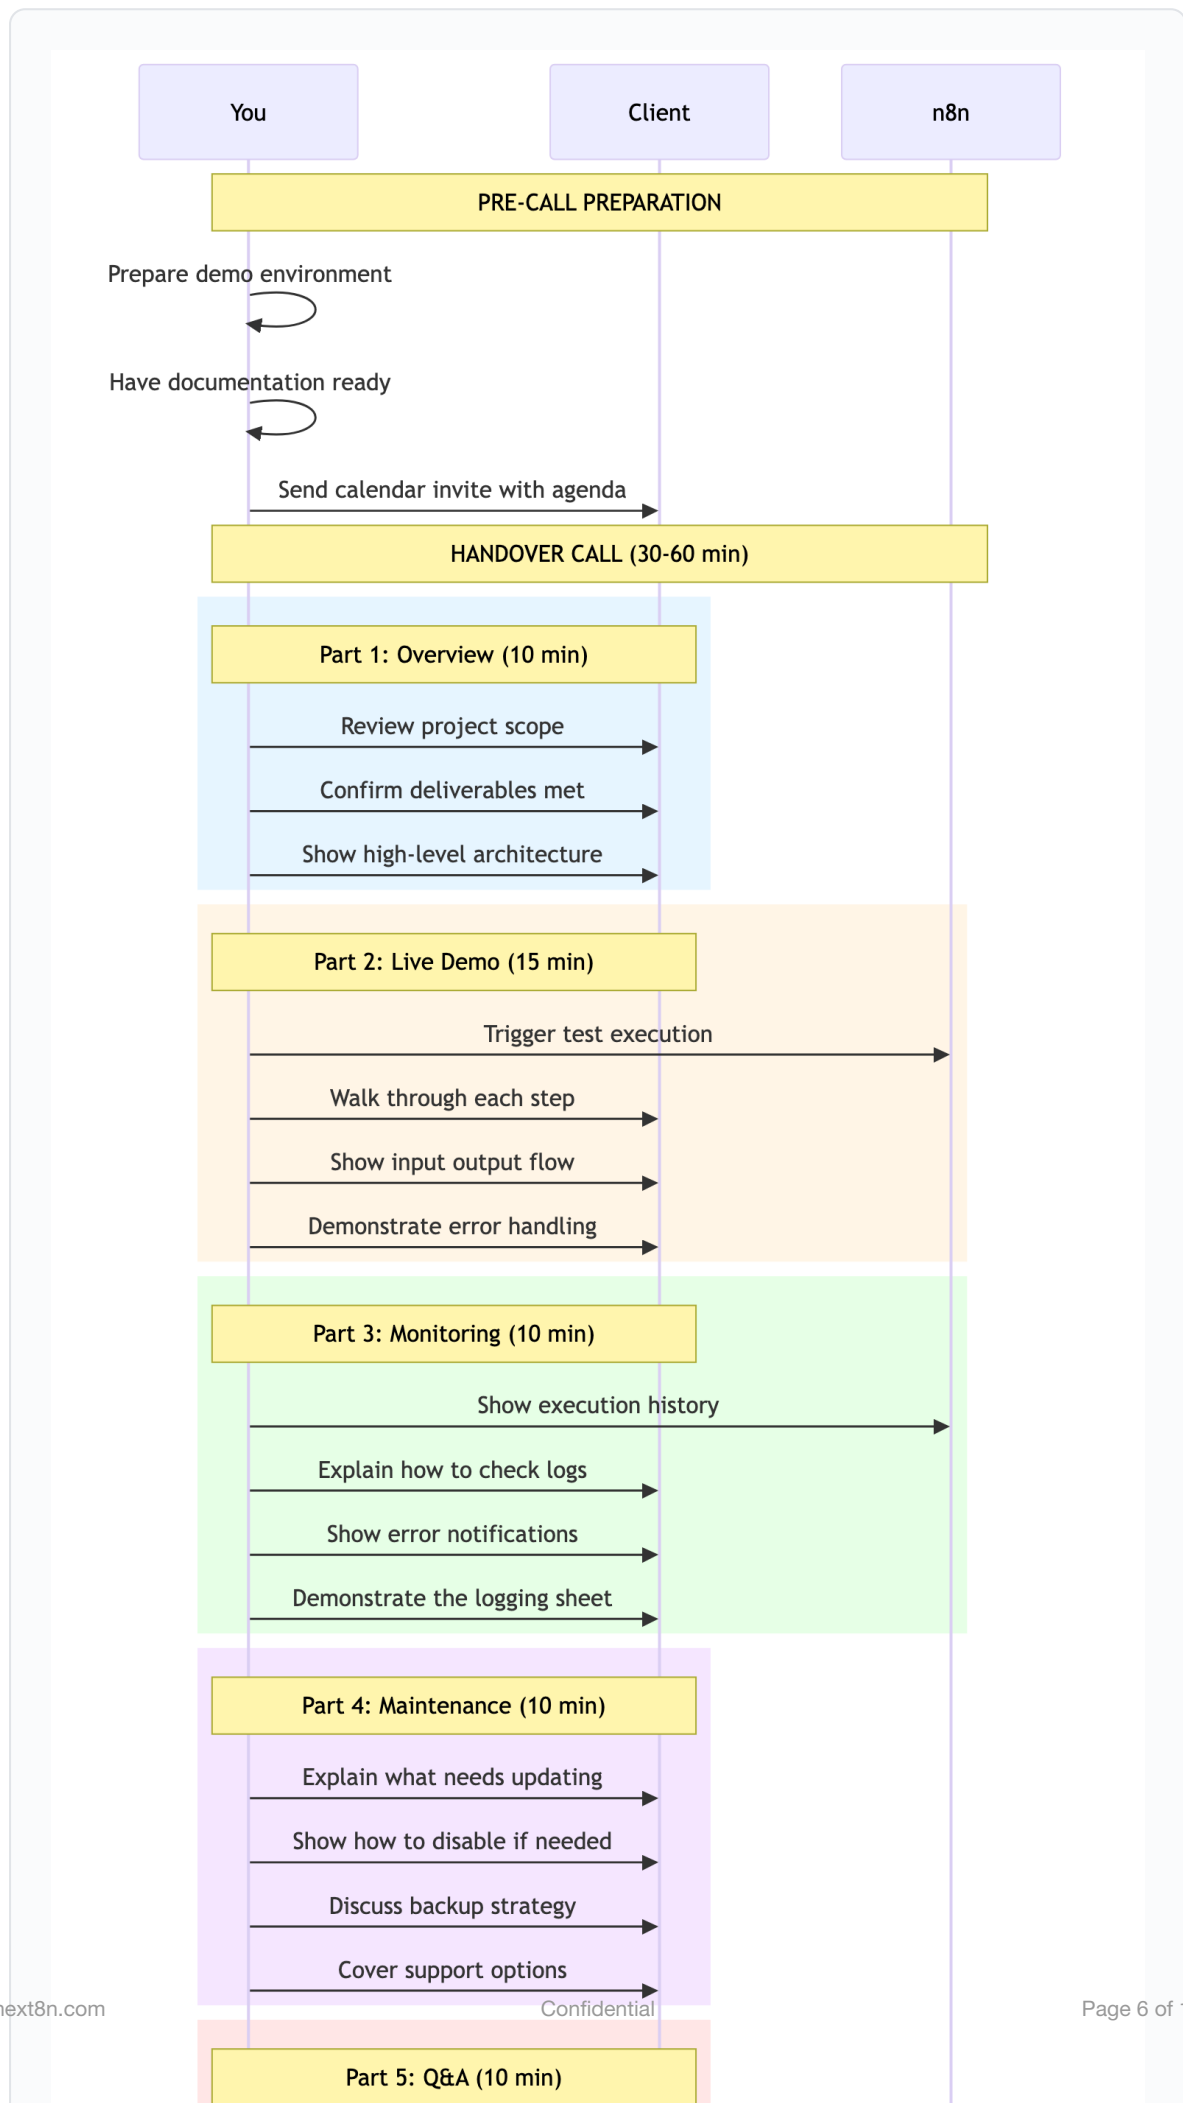 You
Client
n8n
PRE-CALL PREPARATION
Prepare demo environment
Have documentation ready
Send calendar invite with agenda
HANDOVER CALL (30-60 min)
Part 1: Overview (10 min)
Review project scope
Confirm deliverables met
Show high-level architecture
Part 2: Live Demo (15 min)
Trigger test execution
Walk through each step
Show input output flow
Demonstrate error handling
Part 3: Monitoring (10 min)
Show execution history
Explain how to check logs
Show error notifications
Demonstrate the logging sheet
Part 4: Maintenance (10 min)
Explain what needs updating
Show how to disable if needed
Discuss backup strategy
Cover support options
next8n.com
Confidential
Page 6 of
Part 5: Q&A (10 min)